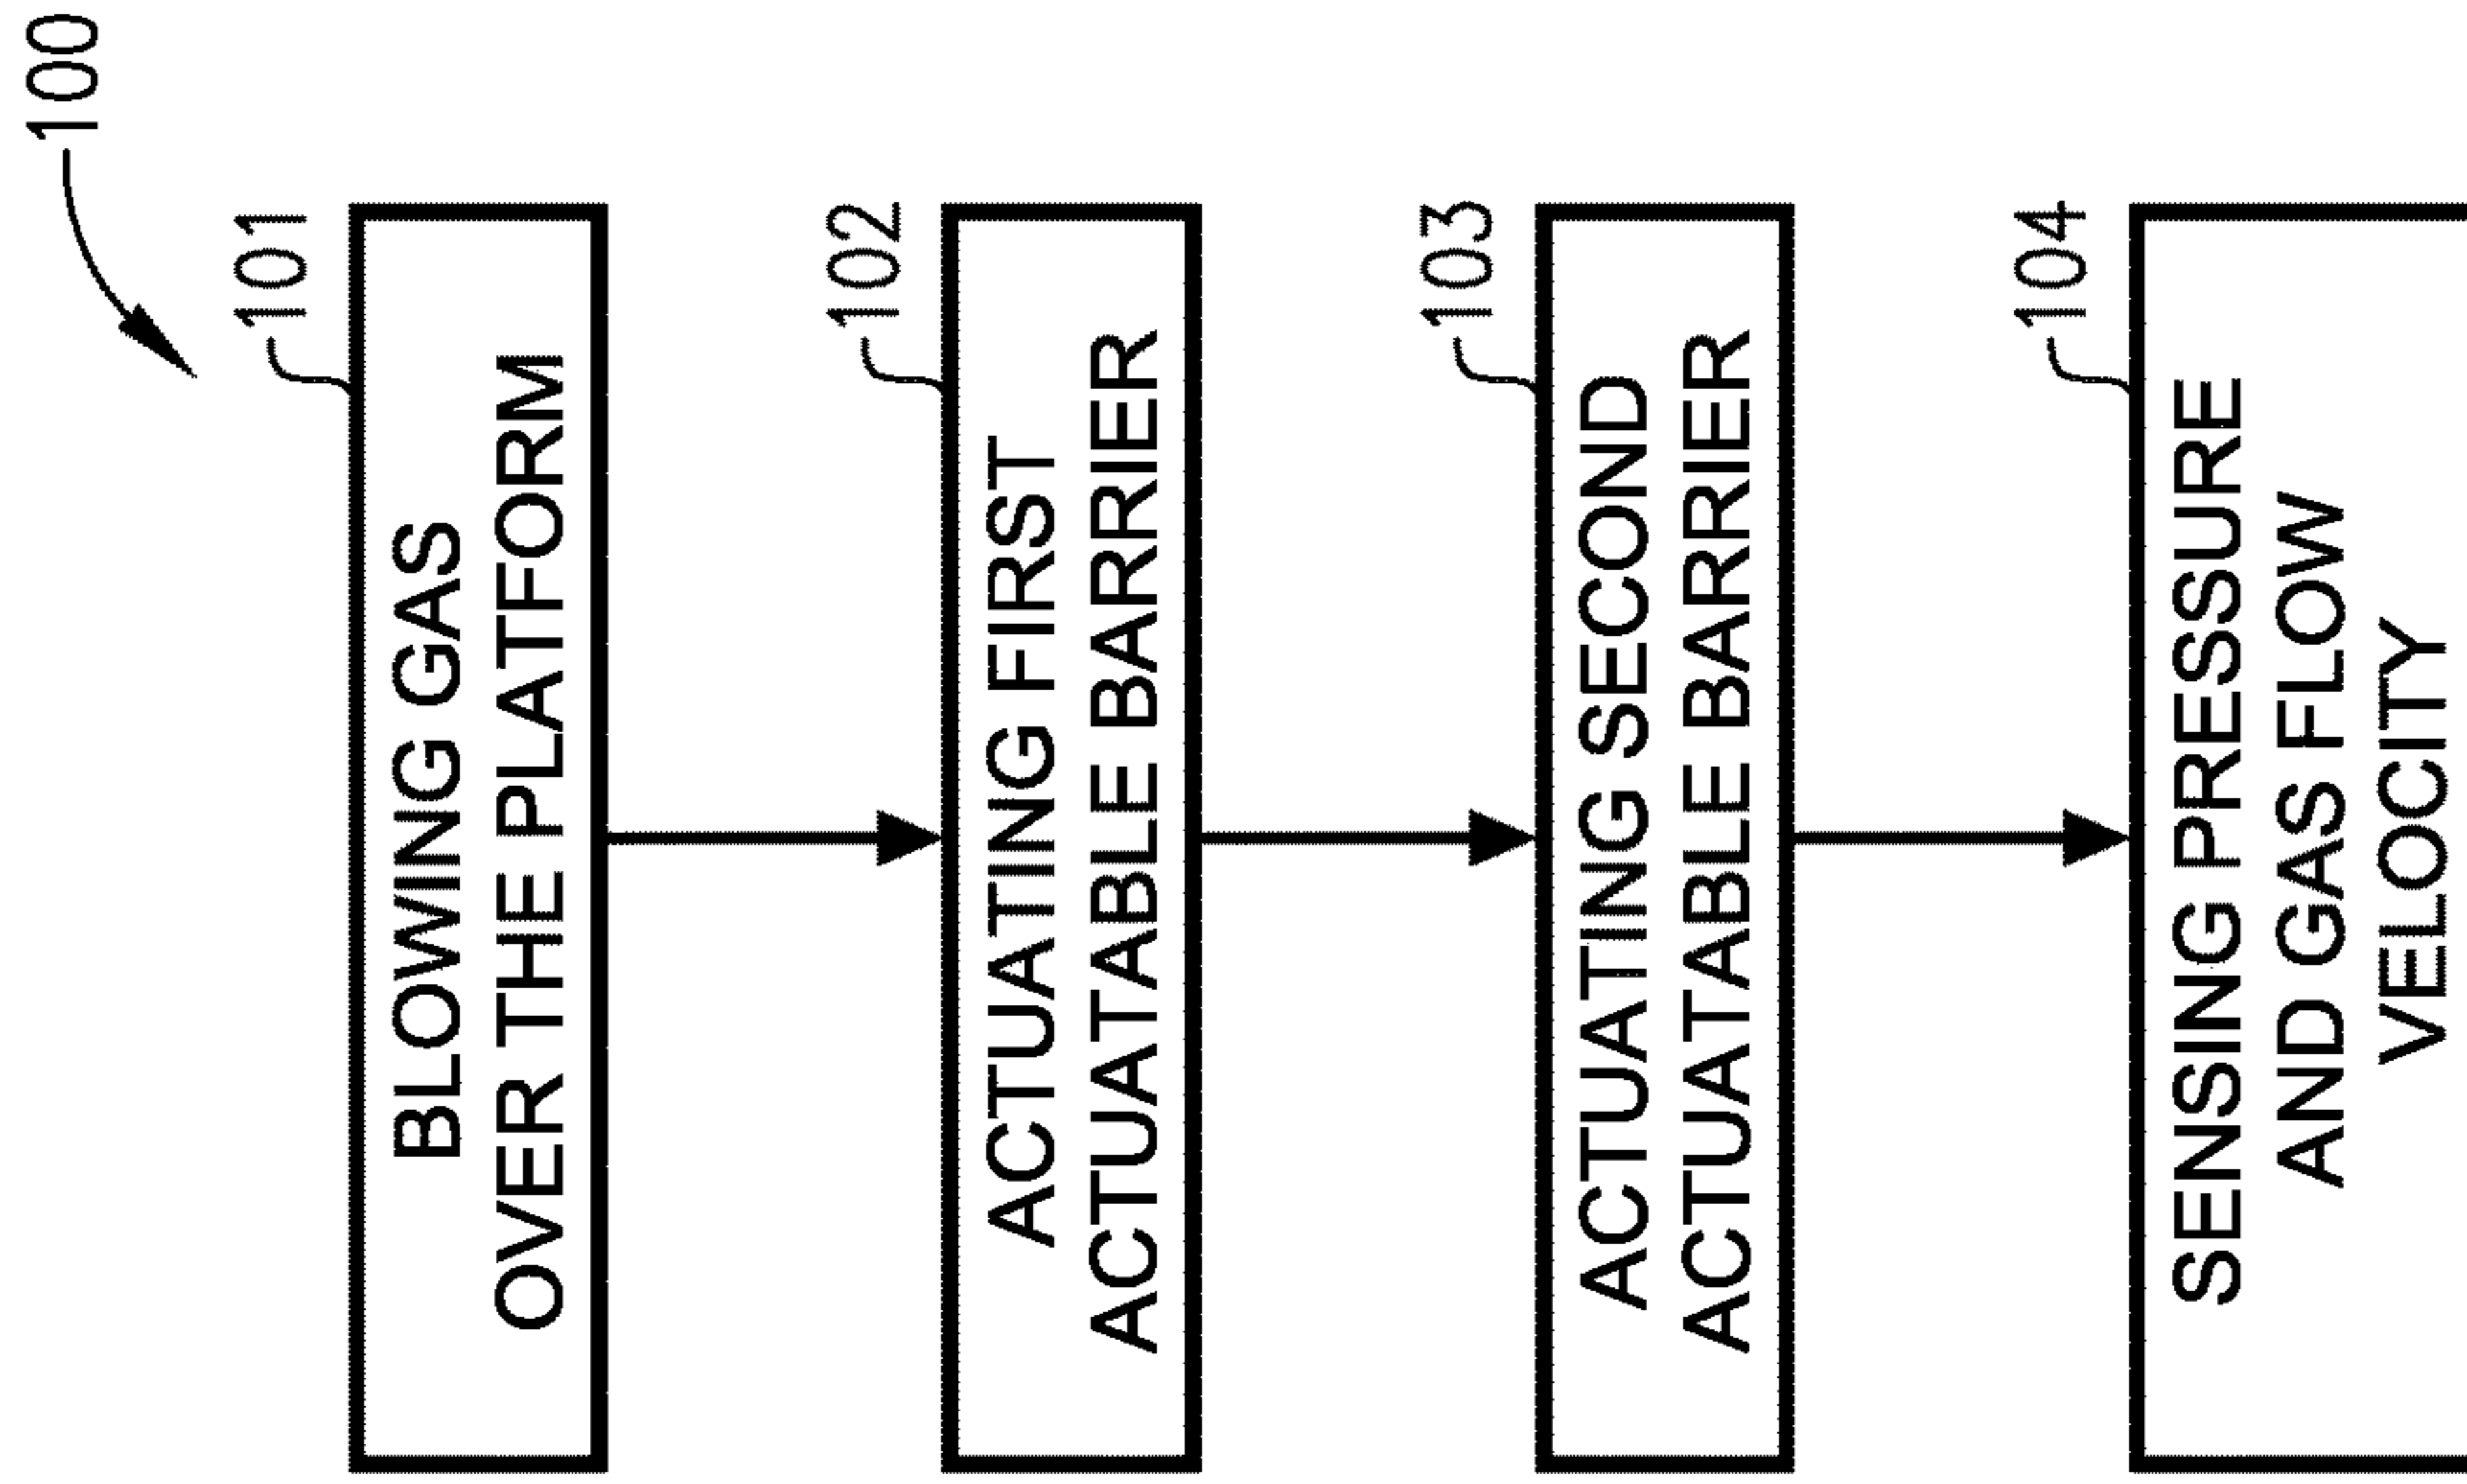 100
101
BLOWING GAS
OVER THE PLATFORM
102
ACTUATING FIRST
ACTUATABLE BARRIER
103
ACTUATING SECOND
ACTUATABLE BARRIER
104
SENSING PRESSURE
AND GAS FLOW
VELOCITY